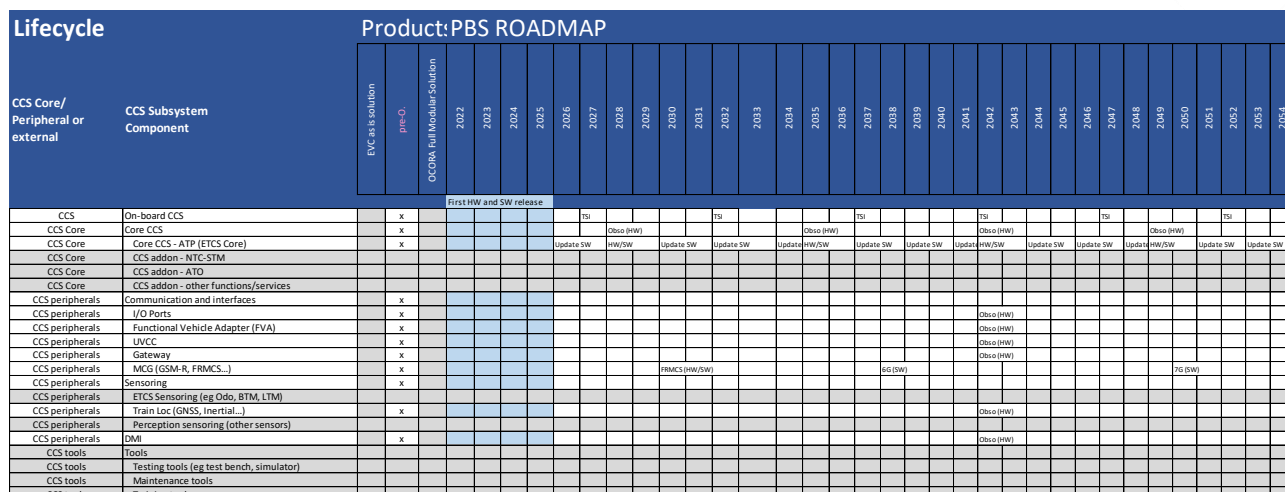 Lifecycle Product: PBS ROADMAP
CCS Core/ Peripheral or external CCS Subsystem Component EVC as is solution pre-O. OCORA Full Modular Solution 2022 2023 2024 2025 2026 2027 2028 2029 2030 2031 2032 2033 2034 2035 2036 2037 2038 2039 2040 2041 2042 2043 2044 2045 2046 2047 2048 2049 2050 2051 2052 2053 2054
First HW and SW release
CCS On-board CCS x TSI TSI TSI TSI TSI TSI
CCS Core Core CCS x Obso (HW) Obso (HW) Obso (HW) Obso (HW)
CCS Core Core CCS - ATP (ETCS Core) x Update SW HW/SW Update SW Update SW Update HW/SW Update SW Update SW Updat HW/SW Update SW Update SW Update HW/SW Update SW Update SW
CCS Core CCS addon - NTC-STM
CCS Core CCS addon - ATO
CCS Core CCS addon - other functions/services
CCS peripherals Communication and interfaces x
CCS peripherals I/O Ports x Obso (HW)
CCS peripherals Functional Vehicle Adapter (FVA) x Obso (HW)
CCS peripherals UVCC x Obso (HW)
CCS peripherals Gateway x Obso (HW)
CCS peripherals MCG (GSM-R, FRMCS...) x FRMCS (HW/SW) 6G (SW) 7G (SW)
CCS peripherals Sensoring x
CCS peripherals ETCS Sensoring (eg Odo, BTM, LTM)
CCS peripherals Train Loc (GNSS, Inertial...) x Obso (HW)
CCS peripherals Perception sensoring (other sensors)
CCS peripherals DMI x Obso (HW)
CCS tools Tools
CCS tools Testing tools (eg test bench, simulator)
CCS tools Maintenance tools